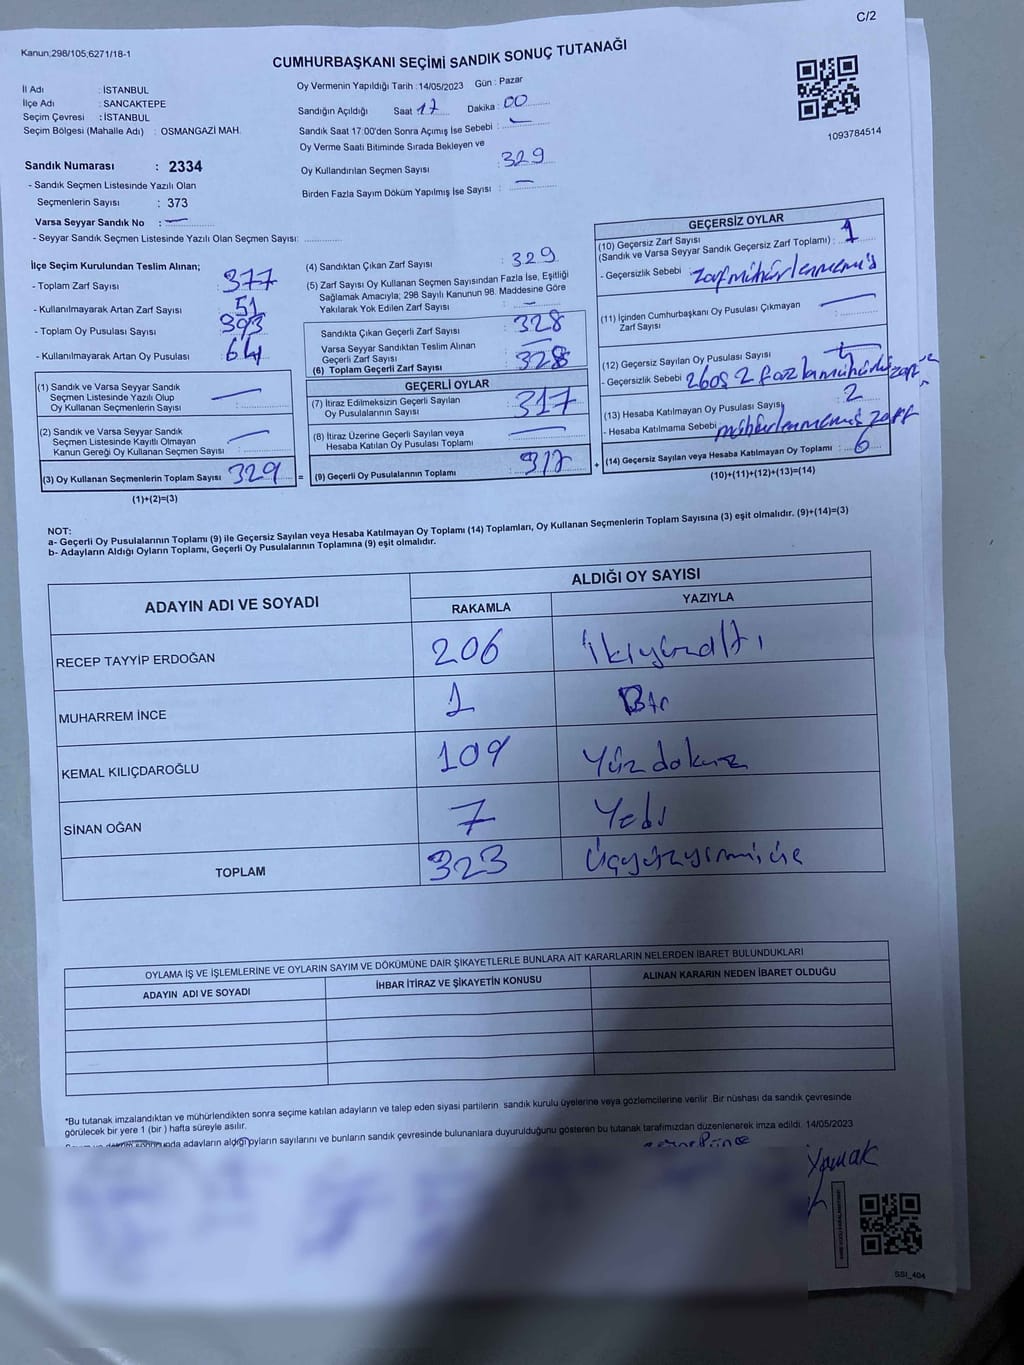 C/2
Kanun:298/105;6271/18-1
CUMHURBAŞKANI SEÇİMİ SANDIK SONUÇ TUTANAĞI
İl Adı : İSTANBUL
İlçe Adı : SANCAKTEPE
Seçim Çevresi : İSTANBUL
Seçim Bölgesi (Mahalle Adı) : OSMANGAZİ MAH.
Oy Vermenin Yapıldığı Tarih : 14/05/2023 Gün : Pazar
Sandığın Açıldığı Saat 17 Dakika : 00
Sandık Saat 17:00'den Sonra Açımış İse Sebebi : —
Oy Verme Saati Bitiminde Sırada Bekleyen ve
Oy Kullandırılan Seçmen Sayısı : 329
Birden Fazla Sayım Döküm Yapılmış İse Sayısı : —
1093784514
Sandık Numarası : 2334
- Sandık Seçmen Listesinde Yazılı Olan
Seçmenlerin Sayısı : 373
Varsa Seyyar Sandık No : —
- Seyyar Sandık Seçmen Listesinde Yazılı Olan Seçmen Sayısı:
İlçe Seçim Kurulundan Teslim Alınan;
- Toplam Zarf Sayısı : 377
- Kullanılmayarak Artan Zarf Sayısı : 51
- Toplam Oy Pusulası Sayısı : 393
- Kullanılmayarak Artan Oy Pusulası : 64
(1) Sandık ve Varsa Seyyar Sandık
Seçmen Listesinde Yazılı Olup
Oy Kullanan Seçmenlerin Sayısı : —
(2) Sandık ve Varsa Seyyar Sandık
Seçmen Listesinde Kayıtlı Olmayan
Kanun Gereği Oy Kullanan Seçmen Sayısı : —
(3) Oy Kullanan Seçmenlerin Toplam Sayısı 329 =
(1)+(2)=(3)
(4) Sandıktan Çıkan Zarf Sayısı : 329
(5) Zarf Sayısı Oy Kullanan Seçmen Sayısından Fazla İse, Eşitliği
Sağlamak Amacıyla; 298 Sayılı Kanunun 98. Maddesine Göre
Yakılarak Yok Edilen Zarf Sayısı : —
Sandıkta Çıkan Geçerli Zarf Sayısı : 328
Varsa Seyyar Sandıktan Teslim Alınan
Geçerli Zarf Sayısı : —
(6) Toplam Geçerli Zarf Sayısı : 328
GEÇERLİ OYLAR
(7) İtiraz Edilmeksizin Geçerli Sayılan
Oy Pusulalarının Sayısı : 317
(8) İtiraz Üzerine Geçerli Sayılan veya
Hesaba Katılan Oy Pusulası Toplamı : —
(9) Geçerli Oy Pusulalarının Toplamı : 317 +
GEÇERSİZ OYLAR
(10) Geçersiz Zarf Sayısı
(Sandık ve Varsa Seyyar Sandık Geçersiz Zarf Toplamı) : 1
- Geçersizlik Sebebi : zarf mühürlenmemiş
(11) İçinden Cumhurbaşkanı Oy Pusulası Çıkmayan
Zarf Sayısı : —
(12) Geçersiz Sayılan Oy Pusulası Sayısı
- Geçersizlik Sebebi 2 boş 2 fazla mühürlü
(13) Hesaba Katılmayan Oy Pusulası Sayısı 2
- Hesaba Katılmama Sebebi mühürlenmemiş zarf
(14) Geçersiz Sayılan veya Hesaba Katılmayan Oy Toplamı : 6
(10)+(11)+(12)+(13)=(14)
NOT:
a- Geçerli Oy Pusulalarının Toplamı (9) ile Geçersiz Sayılan veya Hesaba Katılmayan Oy Toplamı (14) Toplamları, Oy Kullanan Seçmenlerin Toplam Sayısına (3) eşit olmalıdır. (9)+(14)=(3)
b- Adayların Aldığı Oyların Toplamı, Geçerli Oy Pusulalarının Toplamına (9) eşit olmalıdır.
ADAYIN ADI VE SOYADI ALDIĞI OY SAYISI
RAKAMLA YAZIYLA
RECEP TAYYİP ERDOĞAN 206 İkiyüzaltı
MUHARREM İNCE 1 Bir
KEMAL KILIÇDAROĞLU 109 Yüzdokuz
SİNAN OĞAN 7 Yedi
TOPLAM 323 Üçyüzyirmiüç
OYLAMA İŞ VE İŞLEMLERİNE VE OYLARIN SAYIM VE DÖKÜMÜNE DAİR ŞİKAYETLERLE BUNLARA AİT KARARLARIN NELERDEN İBARET BULUNDUKLARI
ADAYIN ADI VE SOYADI İHBAR İTİRAZ VE ŞİKAYETİN KONUSU ALINAN KARARIN NEDEN İBARET OLDUĞU
*Bu tutanak imzalandıktan ve mühürlendikten sonra seçime katılan adayların ve talep eden siyasi partilerin sandık kurulu üyelerine veya gözlemcilerine verilir. Bir nüshası da sandık çevresinde
görülecek bir yere 1 (bir) hafta süreyle asılır.
adayların aldığı oyların sayılarını ve bunların sandık çevresinde bulunanlara duyurulduğunu gösteren bu tutanak tarafımızdan düzenlenerek imza edildi. 14/05/2023
Yamak
SSI_404